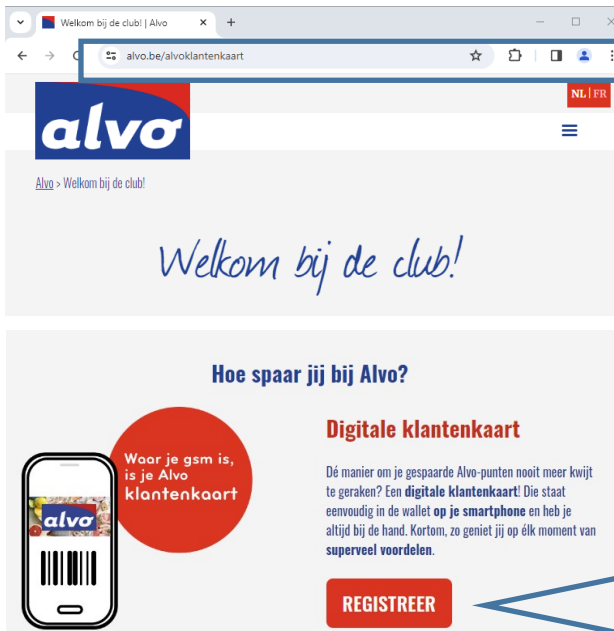 Welkom bij de club! | Alvo
alvo.be/alvoklantenkaart
NL | FR
alvo
Alvo > Welkom bij de club!
Welkom bij de club!
Hoe spaar jij bij Alvo?
Waar je gsm is,
is je Alvo
klantenkaart
alvo
Digitale klantenkaart
Dé manier om je gespaarde Alvo-punten nooit meer kwijt
te geraken? Een digitale klantenkaart! Die staat
eenvoudig in de wallet op je smartphone en heb je
altijd bij de hand. Kortom, zo geniet jij op élk moment van
superveel voordelen.
REGISTREER